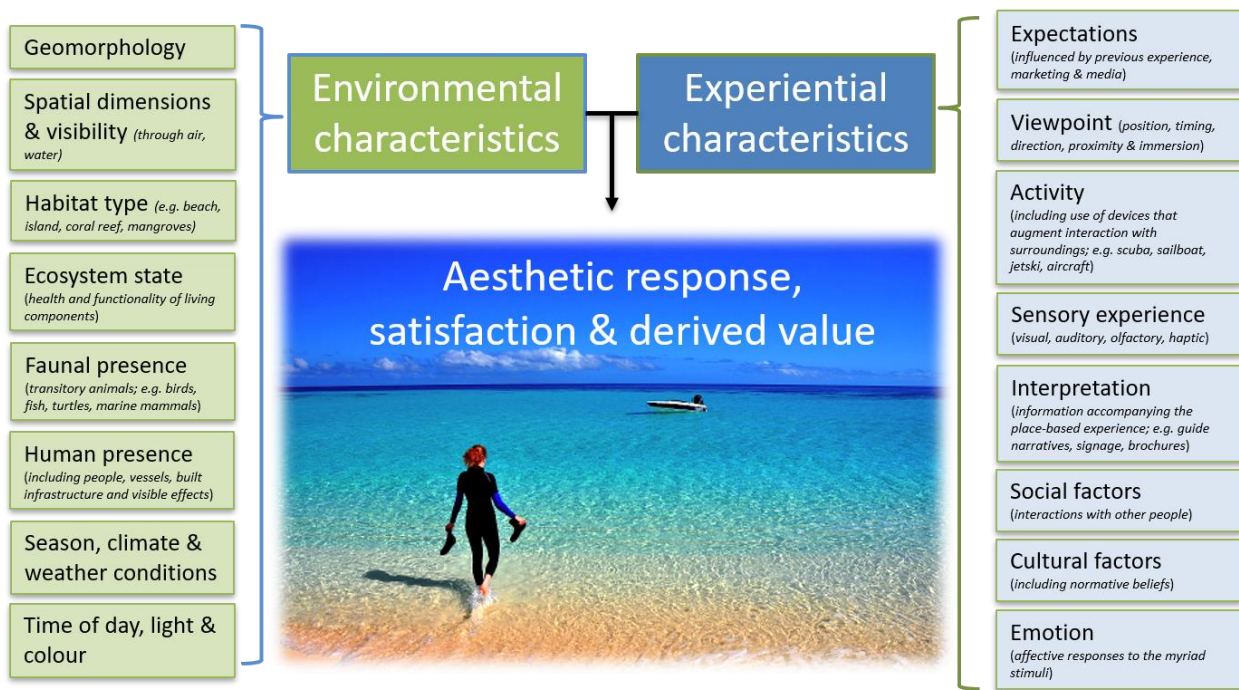 Geomorphology
Spatial dimensions
& visibility (through air,
water)
Habitat type (e.g. beach,
island, coral reef, mangroves)
Ecosystem state
(health and functionality of living
components)
Faunal presence
(transitory animals; e.g. birds,
fish, turtles, marine mammals)
Human presence
(including people, vessels, built
infrastructure and visible effects)
Season, climate &
weather conditions
Time of day, light &
colour
Environmental
characteristics
Experiential
characteristics
Aesthetic response,
satisfaction & derived value
Expectations
(influenced by previous experience,
marketing & media)
Viewpoint (position, timing,
direction, proximity & immersion)
Activity
(including use of devices that
augment interaction with
surroundings; e.g. scuba, sailboat,
jetski, aircraft)
Sensory experience
(visual, auditory, olfactory, haptic)
Interpretation
(information accompanying the
place-based experience; e.g. guide
narratives, signage, brochures)
Social factors
(interactions with other people)
Cultural factors
(including normative beliefs)
Emotion
(affective responses to the myriad
stimuli)